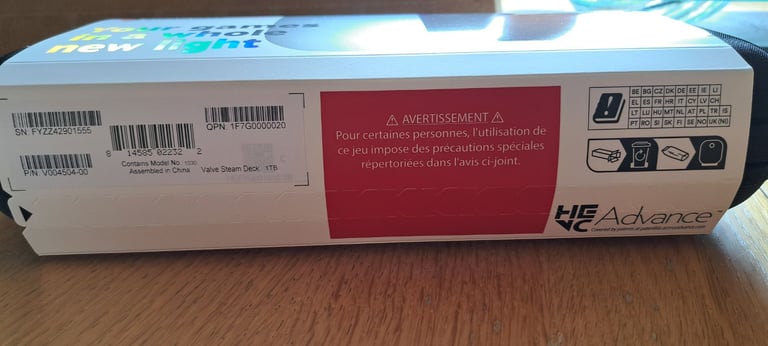 Your games
in a whole
new light
SN: FYZZ42901555
QPN: 1F7G0000020
8 14585 02232 2
Contains Model No. 1030
Assembled in China
P/N: V004504-00
Valve Steam Deck 1TB
⚠ AVERTISSEMENT ⚠
Pour certaines personnes, l'utilisation de
ce jeu impose des précautions spéciales
répertoriées dans l'avis ci-joint.
BE BG CZ DK DE EE IE LI
EL ES FR HR IT CY LV CH
LT LU HU MT NL AT PL TR IS
PT RO SI SK FI SE NO UK(NI)
HEVC Advance™